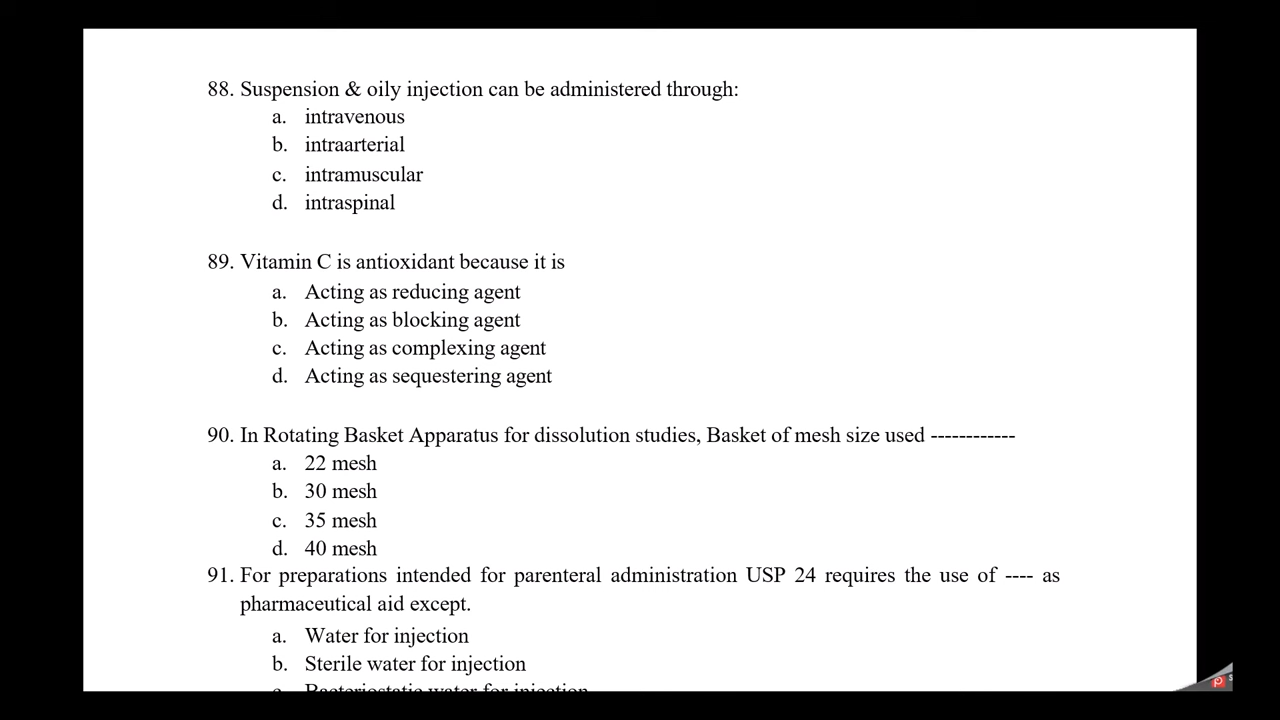 88. Suspension & oily injection can be administered through:
a. intravenous
b. intraarterial
c. intramuscular
d. intraspinal
89. Vitamin C is antioxidant because it is
a. Acting as reducing agent
b. Acting as blocking agent
c. Acting as complexing agent
d. Acting as sequestering agent
90. In Rotating Basket Apparatus for dissolution studies, Basket of mesh size used ------------
a. 22 mesh
b. 30 mesh
c. 35 mesh
d. 40 mesh
91. For preparations intended for parenteral administration USP 24 requires the use of ---- as
pharmaceutical aid except.
a. Water for injection
b. Sterile water for injection
c. Bacteriostatic water for injection